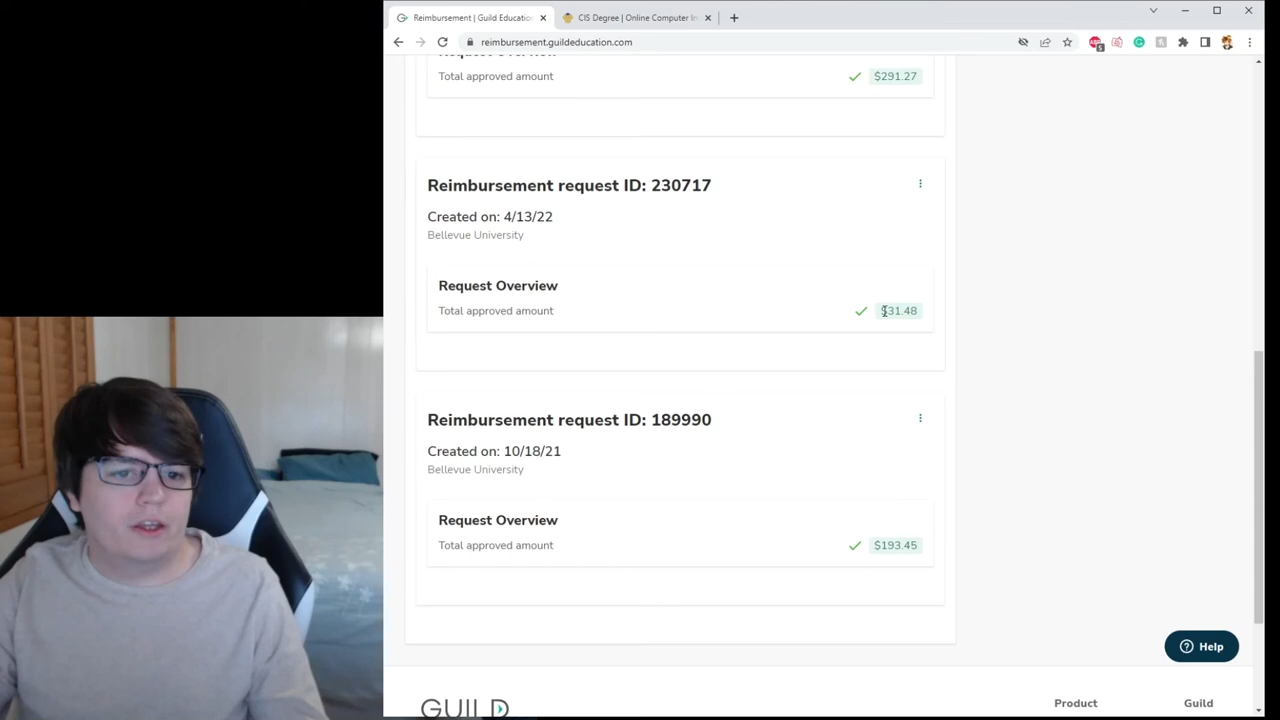 Reimbursement | Guild Educatio
CIS Degree | Online Computer In
reimbursement.guildeducation.com
5
Total approved amount
$291.27
Reimbursement request ID: 230717
Created on: 4/13/22
Bellevue University
Request Overview
Total approved amount
$31.48
Reimbursement request ID: 189990
Created on: 10/18/21
Bellevue University
Request Overview
Total approved amount
$193.45
Help
GUILD
Product
Guild